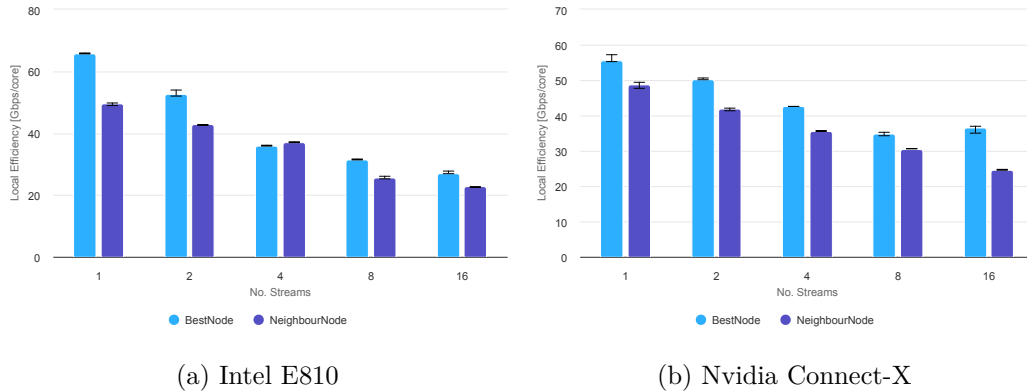 80
60
40
20
0
Local Efficiency [Gbps/core]
1 2 4 8 16
No. Streams
BestNode NeighbourNode
(a) Intel E810
70
60
50
40
30
20
10
0
Local Efficiency [Gbps/core]
1 2 4 8 16
No. Streams
BestNode NeighbourNode
(b) Nvidia Connect-X